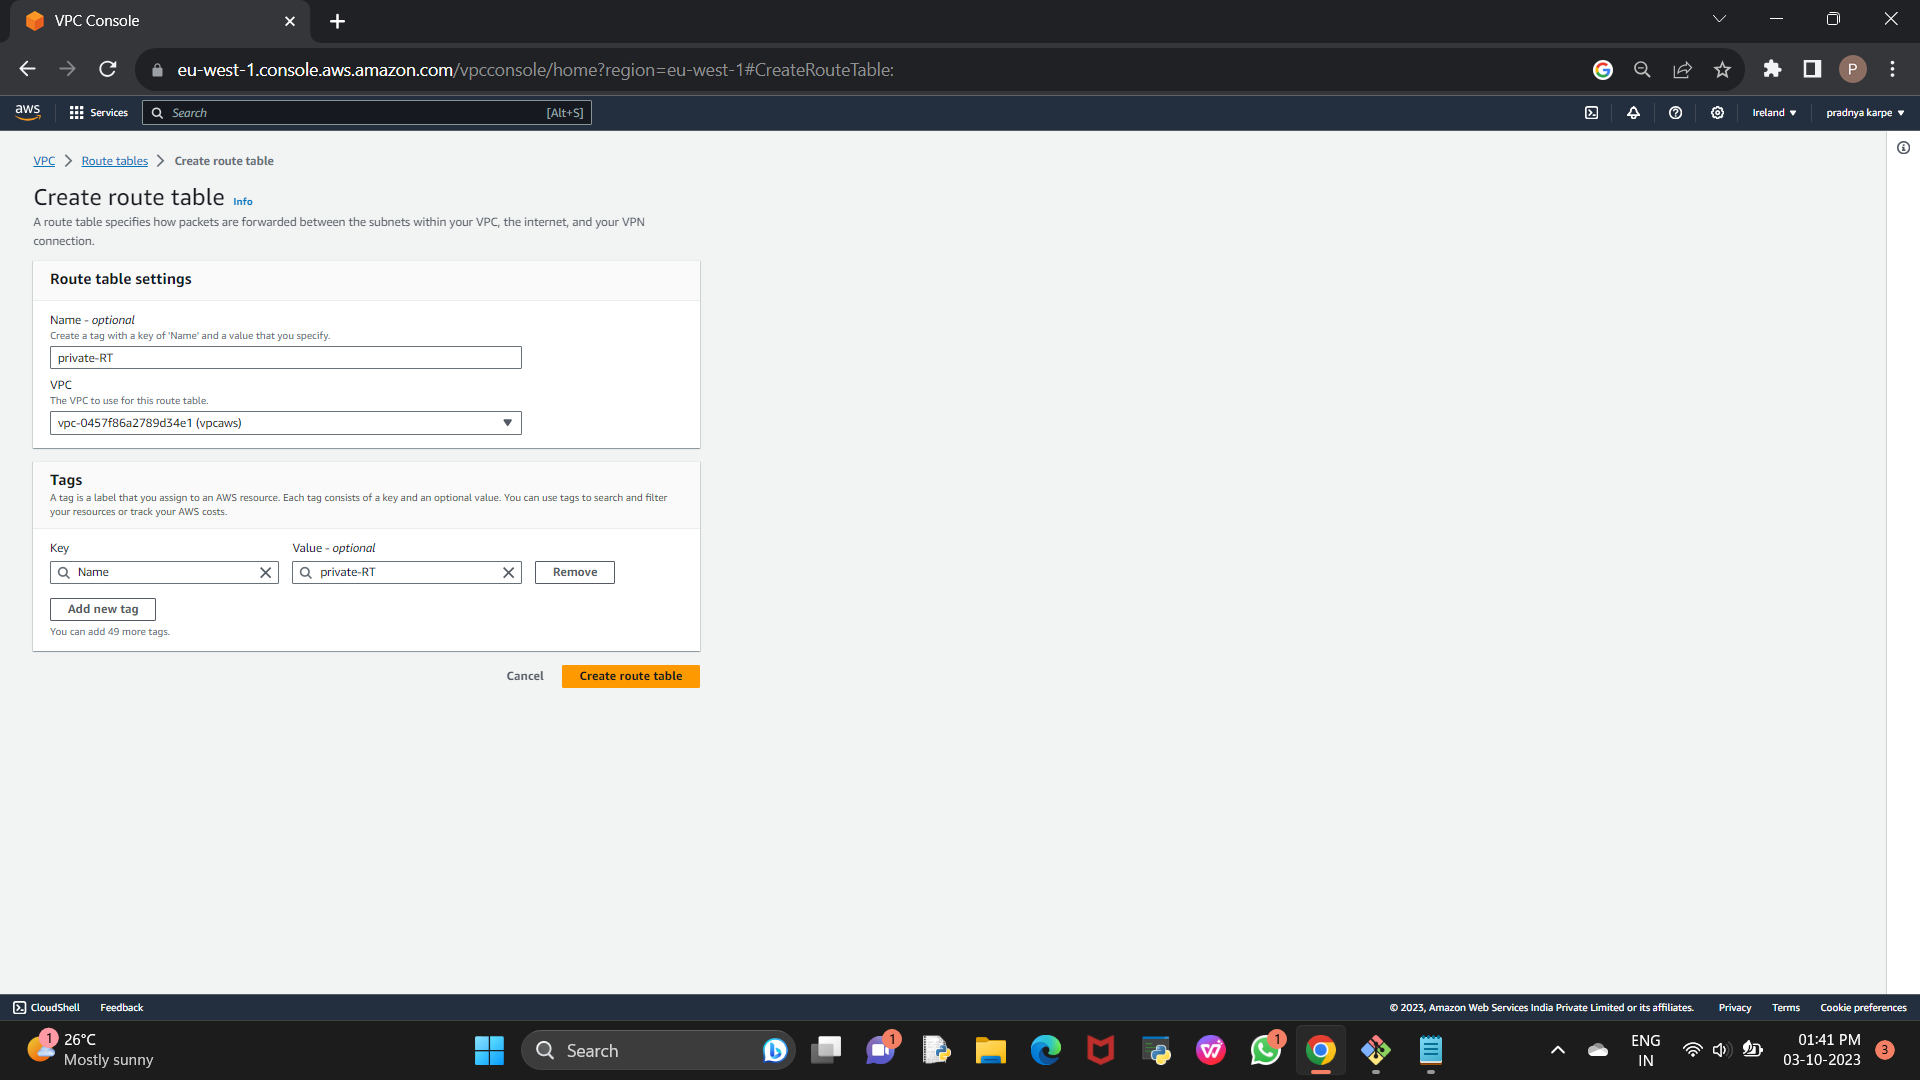 VPC Console
eu-west-1.console.aws.amazon.com/vpcconsole/home?region=eu-west-1#CreateRouteTable:
P
aws
Services
Search
[Alt+S]
Ireland
pradnya karpe
VPC
Route tables
Create route table
Create route table Info
A route table specifies how packets are forwarded between the subnets within your VPC, the internet, and your VPN
connection.
Route table settings
Name - optional
Create a tag with a key of 'Name' and a value that you specify.
private-RT
VPC
The VPC to use for this route table.
vpc-0457f86a2789d34e1 (vpcaws)
Tags
A tag is a label that you assign to an AWS resource. Each tag consists of a key and an optional value. You can use tags to search and filter
your resources or track your AWS costs.
Key
Value - optional
Name
private-RT
Remove
Add new tag
You can add 49 more tags.
Cancel
Create route table
CloudShell
Feedback
© 2023, Amazon Web Services India Private Limited or its affiliates.
Privacy
Terms
Cookie preferences
1
26°C
Mostly sunny
Search
1
1
ENG
IN
01:41 PM
03-10-2023
3